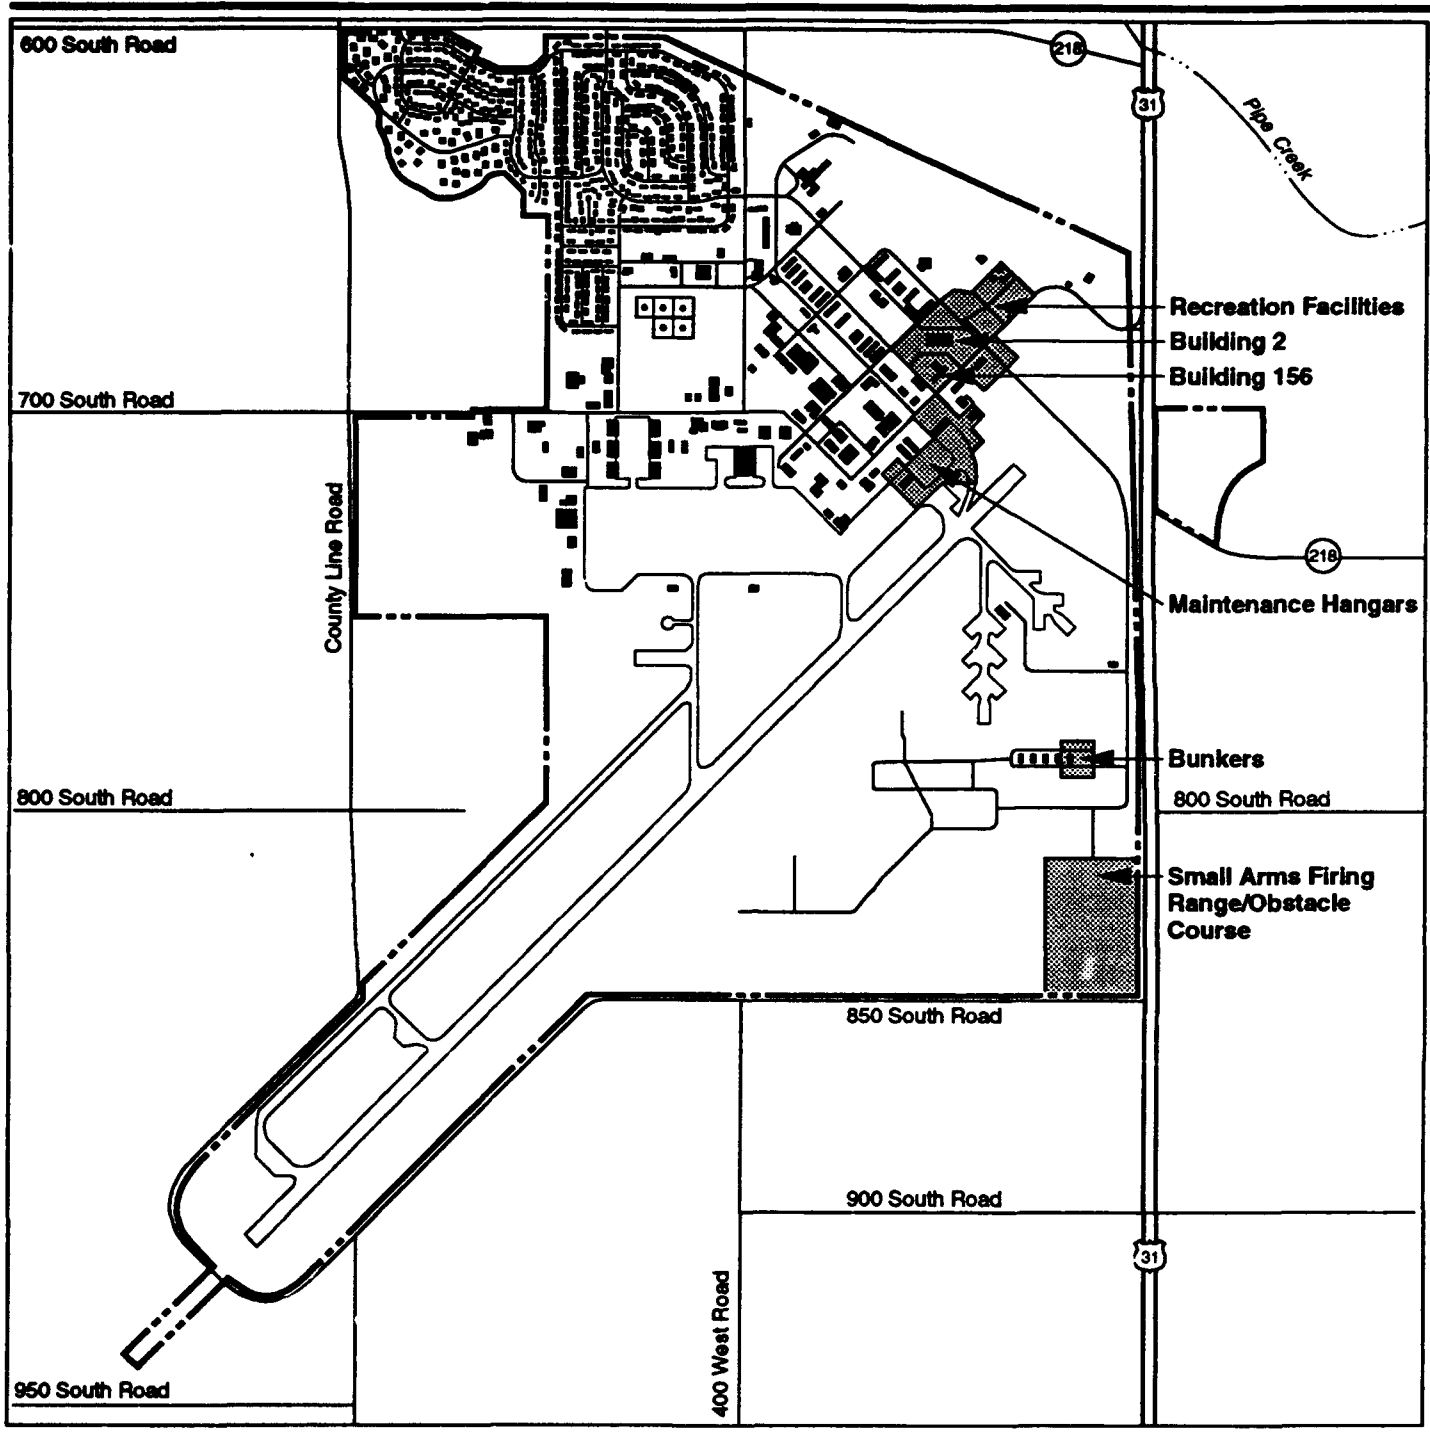 600 South Road
218
31
Pipe Creek
Recreation Facilities
Building 2
Building 156
700 South Road
County Line Road
218
Maintenance Hangars
Bunkers
800 South Road
800 South Road
Small Arms Firing
Range/Obstacle
Course
850 South Road
900 South Road
31
400 West Road
950 South Road